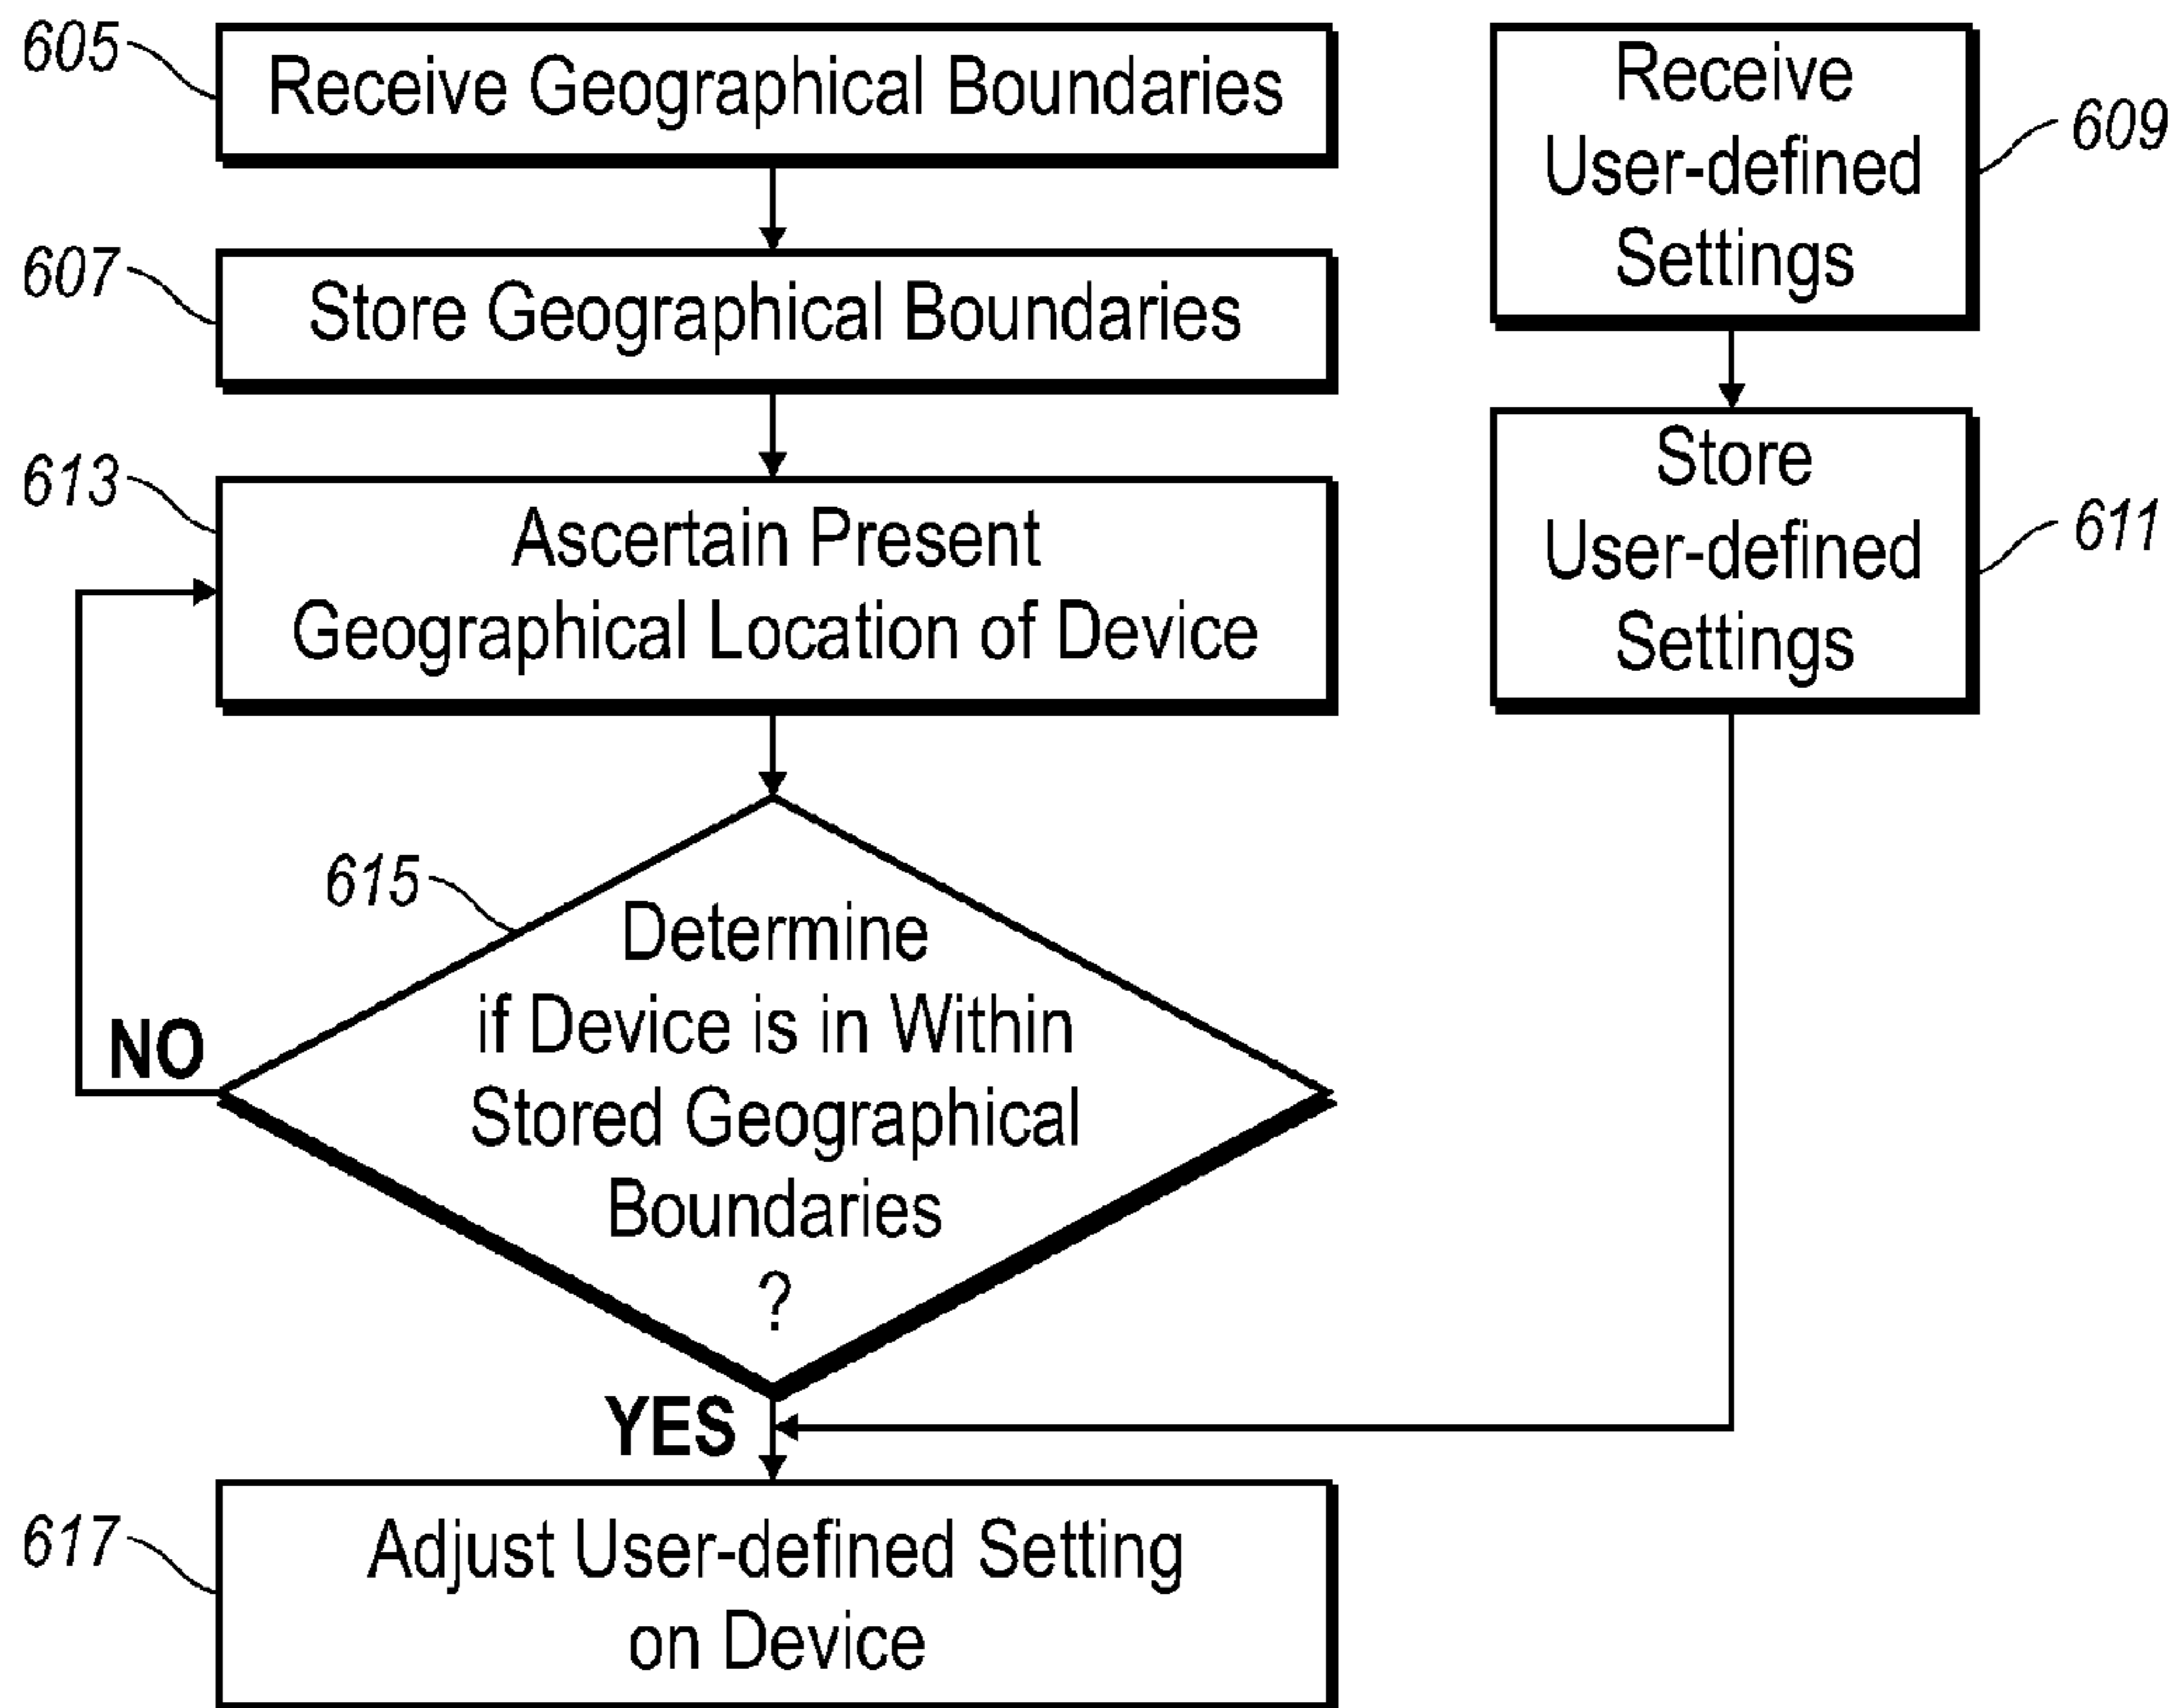 605
Receive Geographical Boundaries
607
Store Geographical Boundaries
613
Ascertain Present
Geographical Location of Device
615
Determine
if Device is in Within
Stored Geographical
Boundaries
?
NO
YES
617
Adjust User-defined Setting
on Device
Receive
User-defined
Settings
609
Store
User-defined
Settings
611